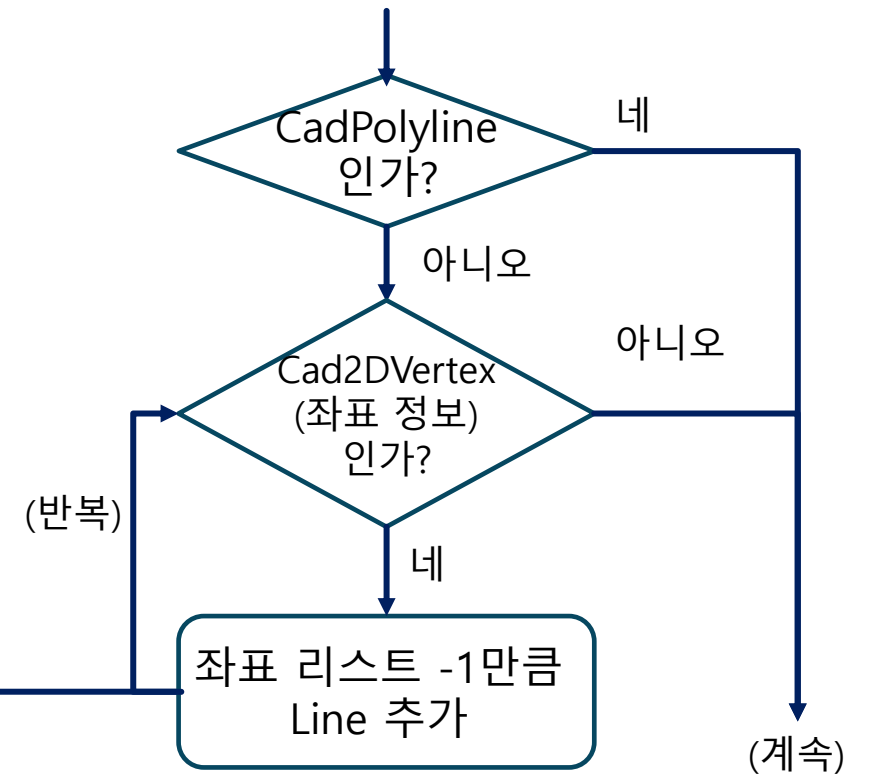 CadPolyline
인가?
네
아니오
Cad2DVertex
(좌표 정보)
인가?
아니오
(반복)
네
좌표 리스트 -1만큼
Line 추가
(계속)